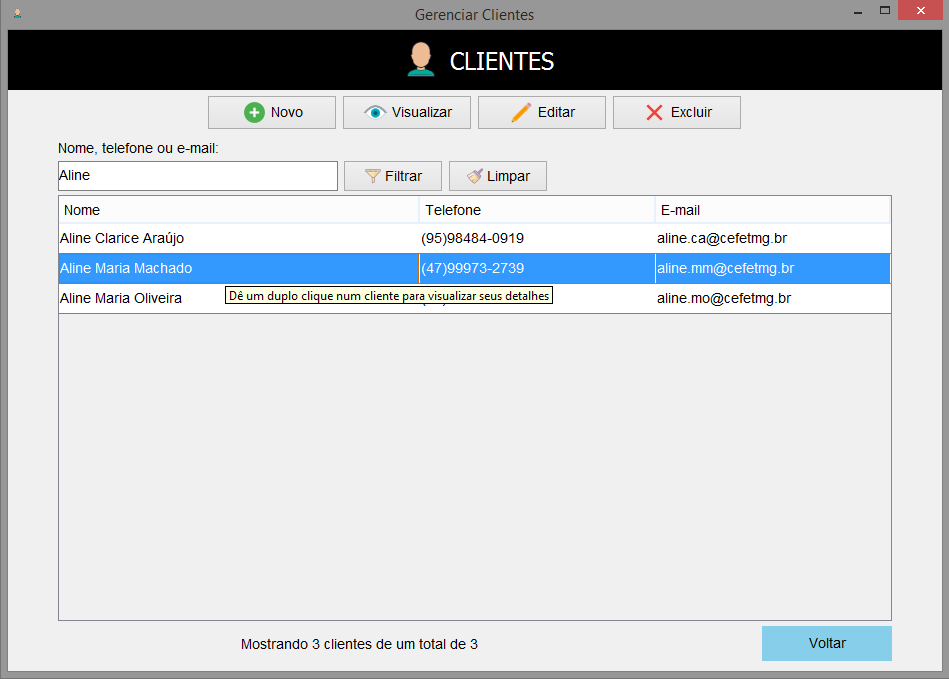 Gerenciar Clientes
CLIENTES
Novo Visualizar Editar Excluir
Nome, telefone ou e-mail:
Aline Filtrar Limpar
Nome Telefone E-mail
Aline Clarice Araújo (95)98484-0919 aline.ca@cefetmg.br
Aline Maria Machado (47)99973-2739 aline.mm@cefetmg.br
Aline Maria Oliveira aline.mo@cefetmg.br
Dê um duplo clique num cliente para visualizar seus detalhes
Mostrando 3 clientes de um total de 3 Voltar